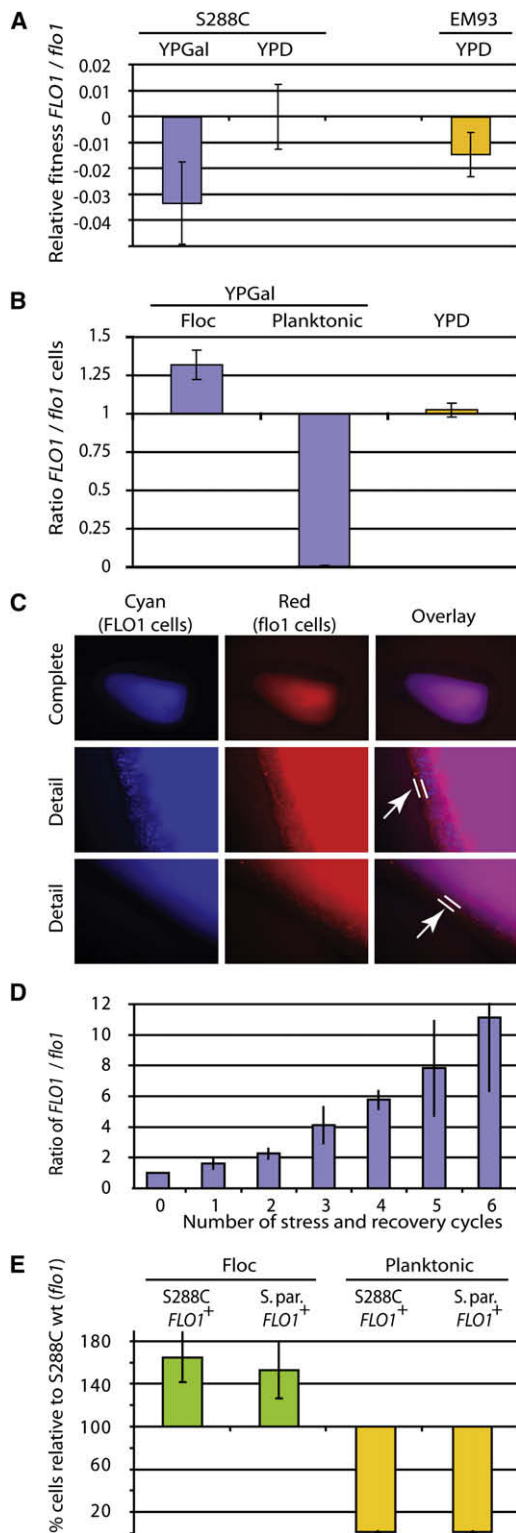 A
S288C
EM93
YPGal
YPD
YPD
Relative fitness FLO1 / flo1
0.02
0.01
0
-0.01
-0.02
-0.03
-0.04
B
YPGal
Floc
Planktonic
YPD
Ratio FLO1 / flo1 cells
1.5
1.25
1
0.75
0.5
0.25
0
C
Cyan
(FLO1 cells)
Red
(flo1 cells)
Overlay
Complete
Detail
Detail
D
Ratio of FLO1 / flo1
12
10
8
6
4
2
0
0 1 2 3 4 5 6
Number of stress and recovery cycles
E
Floc
Planktonic
S288C
FLO1+
S. par.
FLO1+
S288C
FLO1+
S. par.
FLO1+
% cells relative to S288C wt (flo1)
180
140
100
60
20